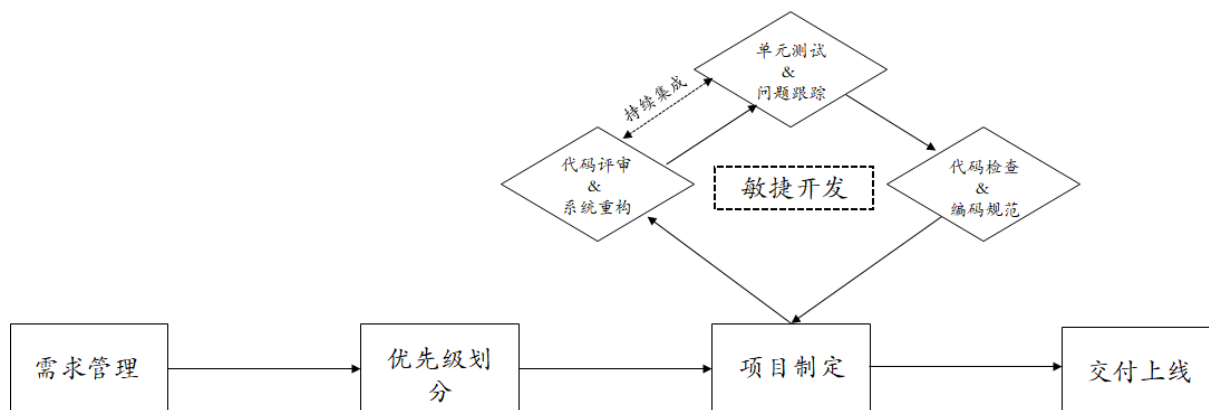 单元测试
&
问题跟踪
持续集成
代码评审
&
系统重构
敏捷开发
代码检查
&
编码规范
需求管理
优先级划
分
项目制定
交付上线